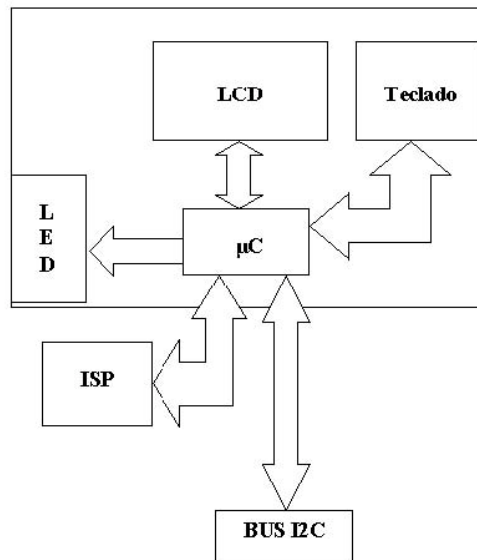 LCD
Teclado
L
E
D
µC
ISP
BUS I2C